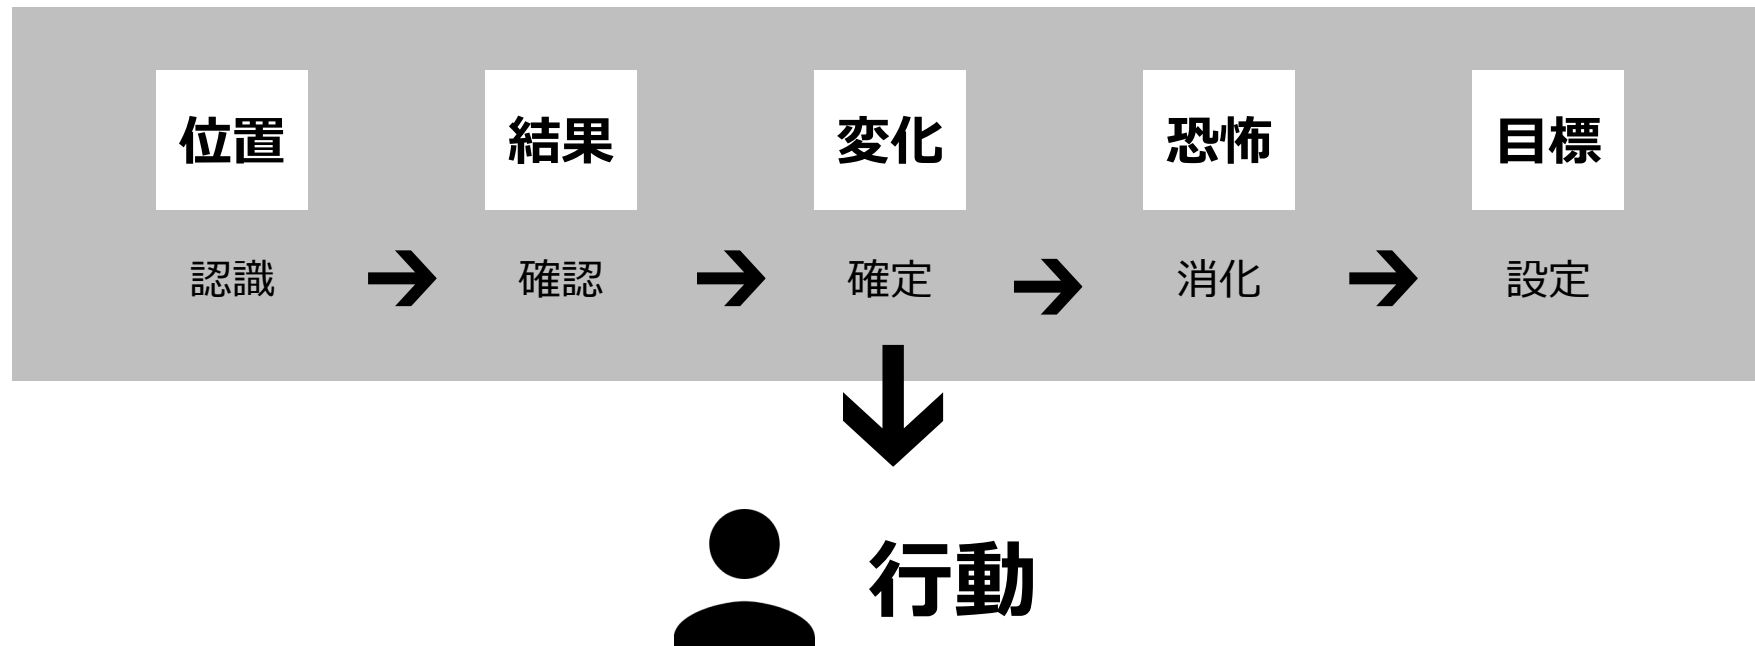 位置 結果 変化 恐怖 目標
認識 確認 確定 消化 設定
行動